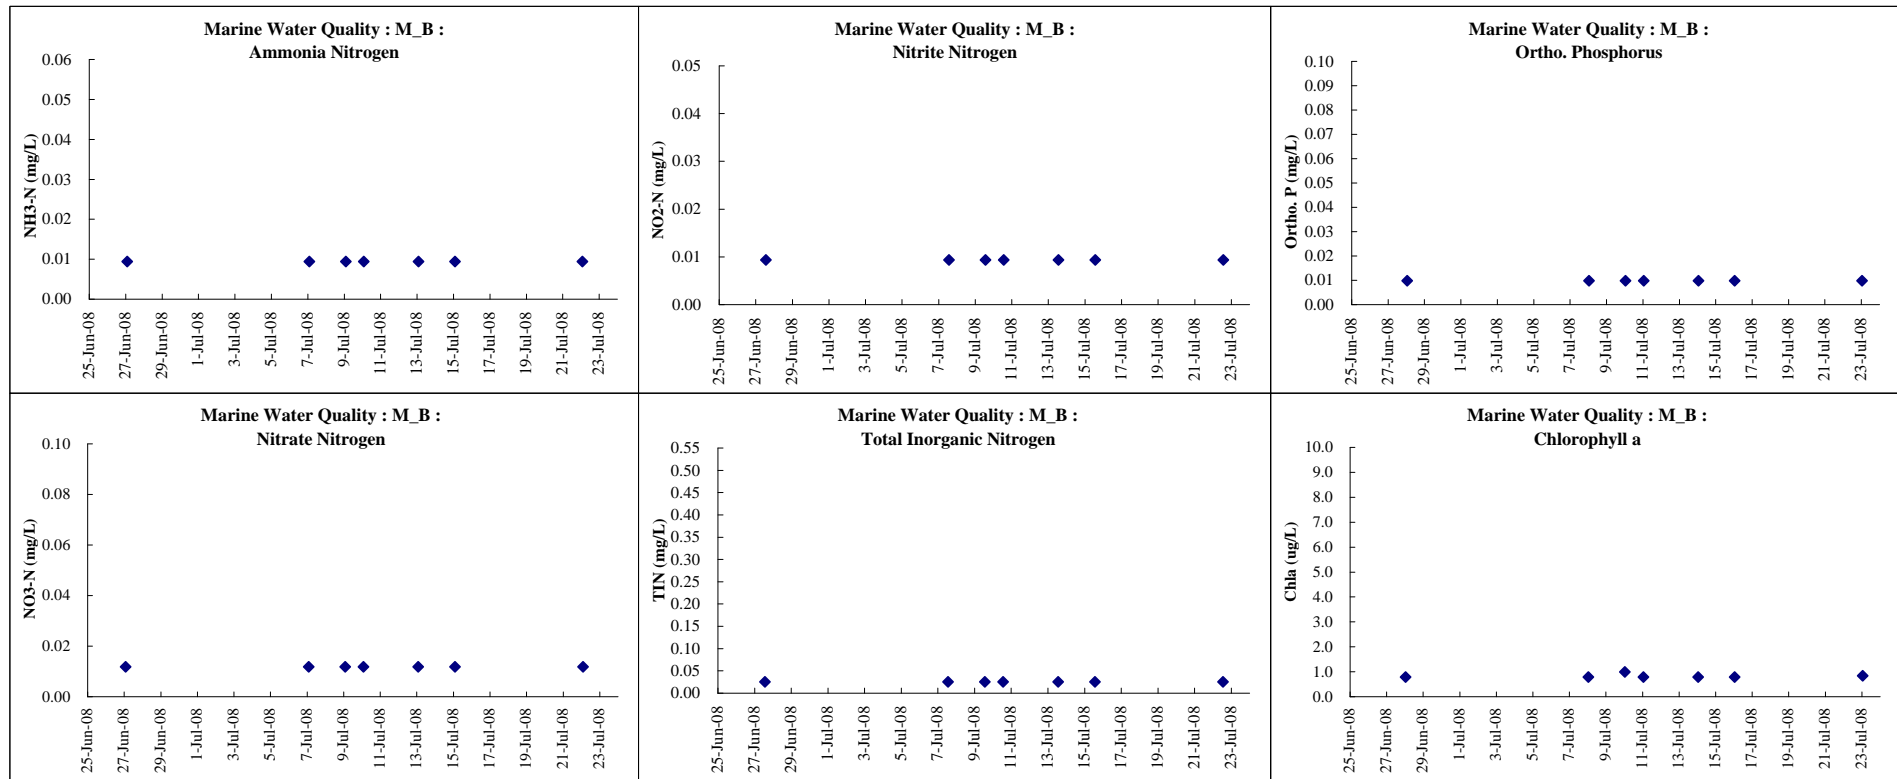 Marine Water Quality : M_B :
Ammonia Nitrogen
NH3-N (mg/L)
0.06
0.05
0.04
0.03
0.02
0.01
0.00
25-Jun-08
27-Jun-08
29-Jun-08
1-Jul-08
3-Jul-08
5-Jul-08
7-Jul-08
9-Jul-08
11-Jul-08
13-Jul-08
15-Jul-08
17-Jul-08
19-Jul-08
21-Jul-08
23-Jul-08
Marine Water Quality : M_B :
Nitrite Nitrogen
NO2-N (mg/L)
0.05
0.04
0.03
0.02
0.01
0.00
25-Jun-08
27-Jun-08
29-Jun-08
1-Jul-08
3-Jul-08
5-Jul-08
7-Jul-08
9-Jul-08
11-Jul-08
13-Jul-08
15-Jul-08
17-Jul-08
19-Jul-08
21-Jul-08
23-Jul-08
Marine Water Quality : M_B :
Ortho. Phosphorus
Ortho. P (mg/L)
0.10
0.09
0.08
0.07
0.06
0.05
0.04
0.03
0.02
0.01
0.00
25-Jun-08
27-Jun-08
29-Jun-08
1-Jul-08
3-Jul-08
5-Jul-08
7-Jul-08
9-Jul-08
11-Jul-08
13-Jul-08
15-Jul-08
17-Jul-08
19-Jul-08
21-Jul-08
23-Jul-08
Marine Water Quality : M_B :
Nitrate Nitrogen
NO3-N (mg/L)
0.10
0.08
0.06
0.04
0.02
0.00
25-Jun-08
27-Jun-08
29-Jun-08
1-Jul-08
3-Jul-08
5-Jul-08
7-Jul-08
9-Jul-08
11-Jul-08
13-Jul-08
15-Jul-08
17-Jul-08
19-Jul-08
21-Jul-08
23-Jul-08
Marine Water Quality : M_B :
Total Inorganic Nitrogen
TIN (mg/L)
0.55
0.50
0.45
0.40
0.35
0.30
0.25
0.20
0.15
0.10
0.05
0.00
25-Jun-08
27-Jun-08
29-Jun-08
1-Jul-08
3-Jul-08
5-Jul-08
7-Jul-08
9-Jul-08
11-Jul-08
13-Jul-08
15-Jul-08
17-Jul-08
19-Jul-08
21-Jul-08
23-Jul-08
Marine Water Quality : M_B :
Chlorophyll a
Chla (ug/L)
10.0
9.0
8.0
7.0
6.0
5.0
4.0
3.0
2.0
1.0
0.0
25-Jun-08
27-Jun-08
29-Jun-08
1-Jul-08
3-Jul-08
5-Jul-08
7-Jul-08
9-Jul-08
11-Jul-08
13-Jul-08
15-Jul-08
17-Jul-08
19-Jul-08
21-Jul-08
23-Jul-08